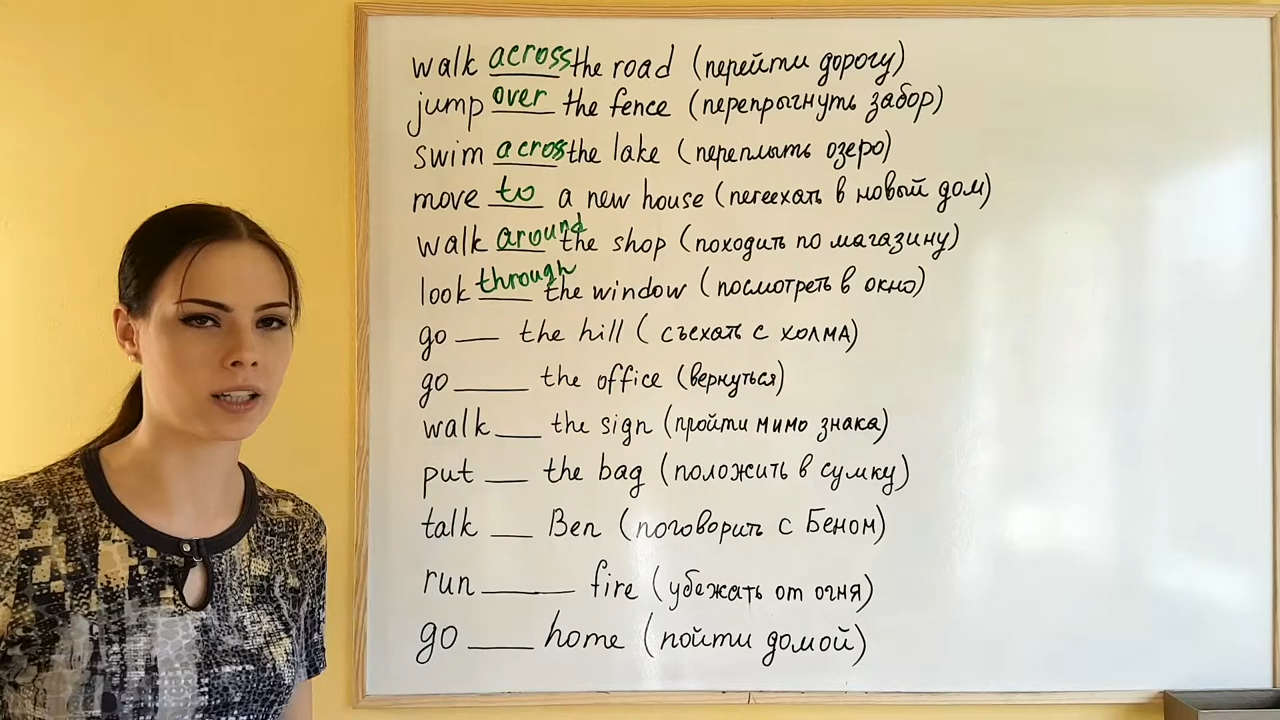 walk across the road (перейти дорогу)
jump over the fence (перепрыгнуть забор)
swim across the lake (переплыть озеро)
move to a new house (переехать в новый дом)
walk around the shop (походить по магазину)
look through the window (посмотреть в окно)
go ___ the hill (съехать с холма)
go _____ the office (вернуться)
walk ___ the sign (пройти мимо знака)
put ___ the bag (положить в сумку)
talk ___ Ben (поговорить с Беном)
run _______ fire (убежать от огня)
go _____ home (пойти домой)